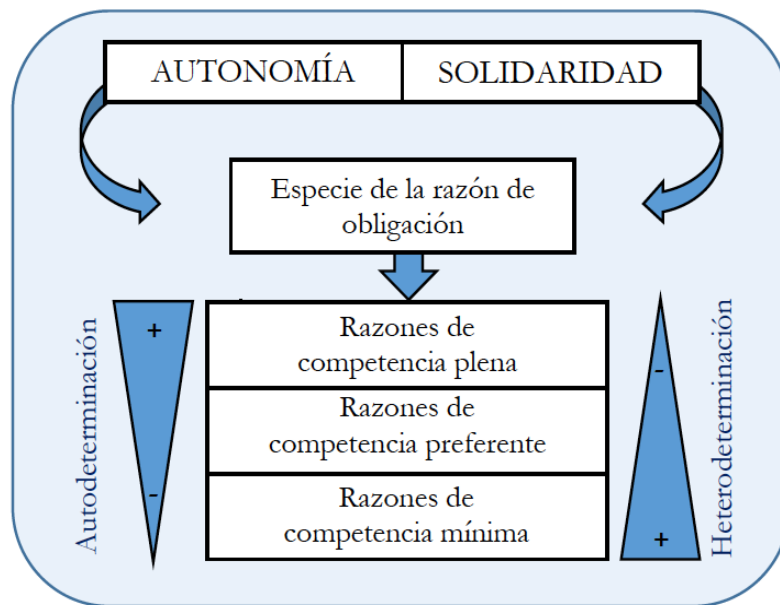 AUTONOMÍA
SOLIDARIDAD
Especie de la razón de
obligación
Autodeterminación
+
-
Razones de
competencia plena
Razones de
competencia preferente
Razones de
competencia mínima
-
+
Heterodeterminación